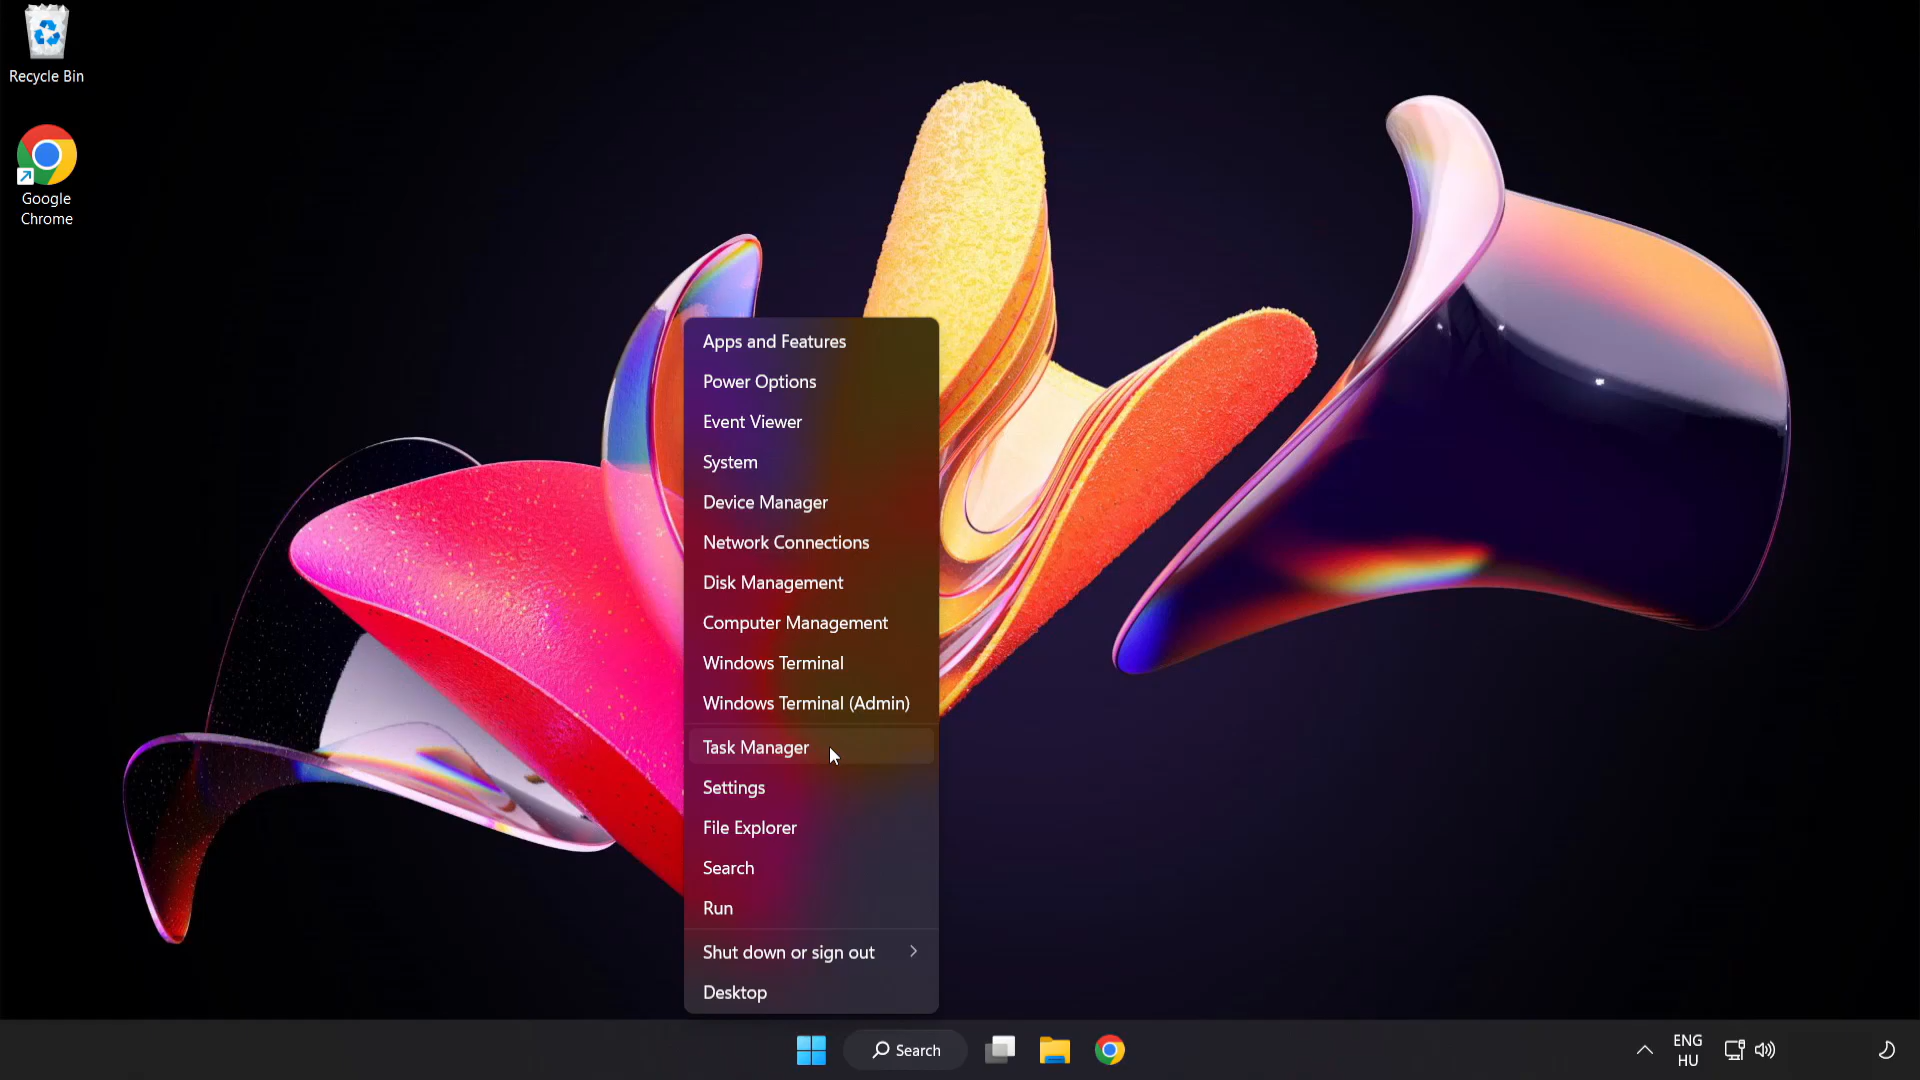 Recycle Bin
Google
Chrome
Apps and Features
Power Options
Event Viewer
System
Device Manager
Network Connections
Disk Management
Computer Management
Windows Terminal
Windows Terminal (Admin)
Task Manager
Settings
File Explorer
Search
Run
Shut down or sign out
Desktop
Search
ENG
HU